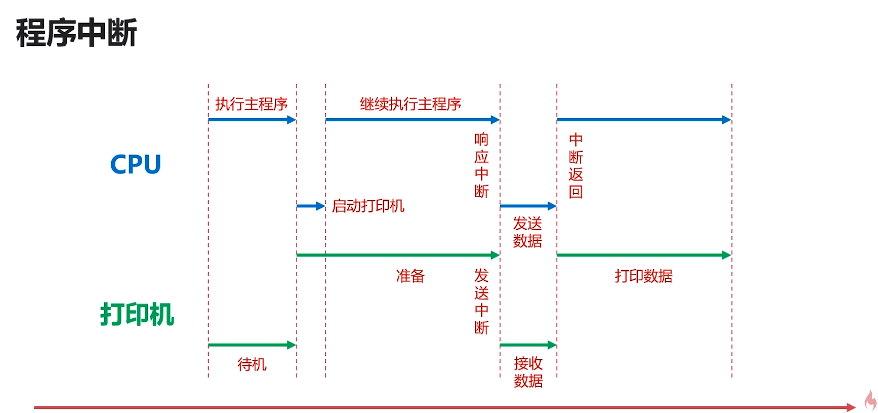 程序中断
执行主程序
继续执行主程序
CPU
响应中断
中断返回
启动打印机
发送
数据
准备
发送中断
打印数据
打印机
待机
接收
数据